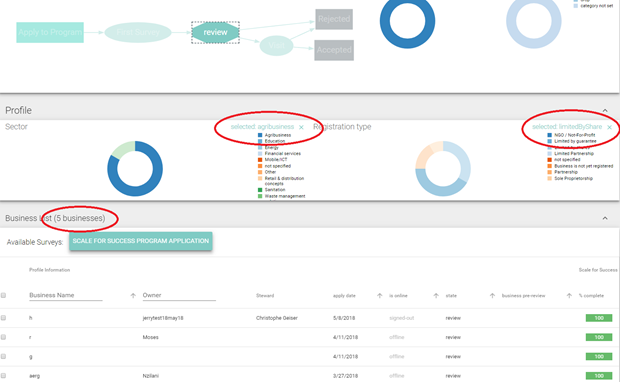 category not set
Apply to Program
review
Rejected
Accepted
Profile
Sector
selected: agribusiness ×
Agribusiness
Education
Energy
Financial services
Mobile/ICT
not specified
Other
Retail & distribution
concepts
Sanitation
Waste management
Registration type
selected: limitedByShare ×
NGO / Not-For-Profit
Limited by guarantee
Limited Partnership
not specified
Business is not yet registered
Partnership
Sole Proprietorship
Business List (5 businesses)
Available Surveys: SCALE FOR SUCCESS PROGRAM APPLICATION
Profile Information Scale for Success
Business Name Owner Steward apply date is online state business pre-review % complete
h jerrytest18may18 Christophe Geiser 5/8/2018 signed-out review 100
r Moses 4/11/2018 offline review 100
g 4/11/2018 offline review 100
aerg Nzilani 3/27/2018 offline review 100